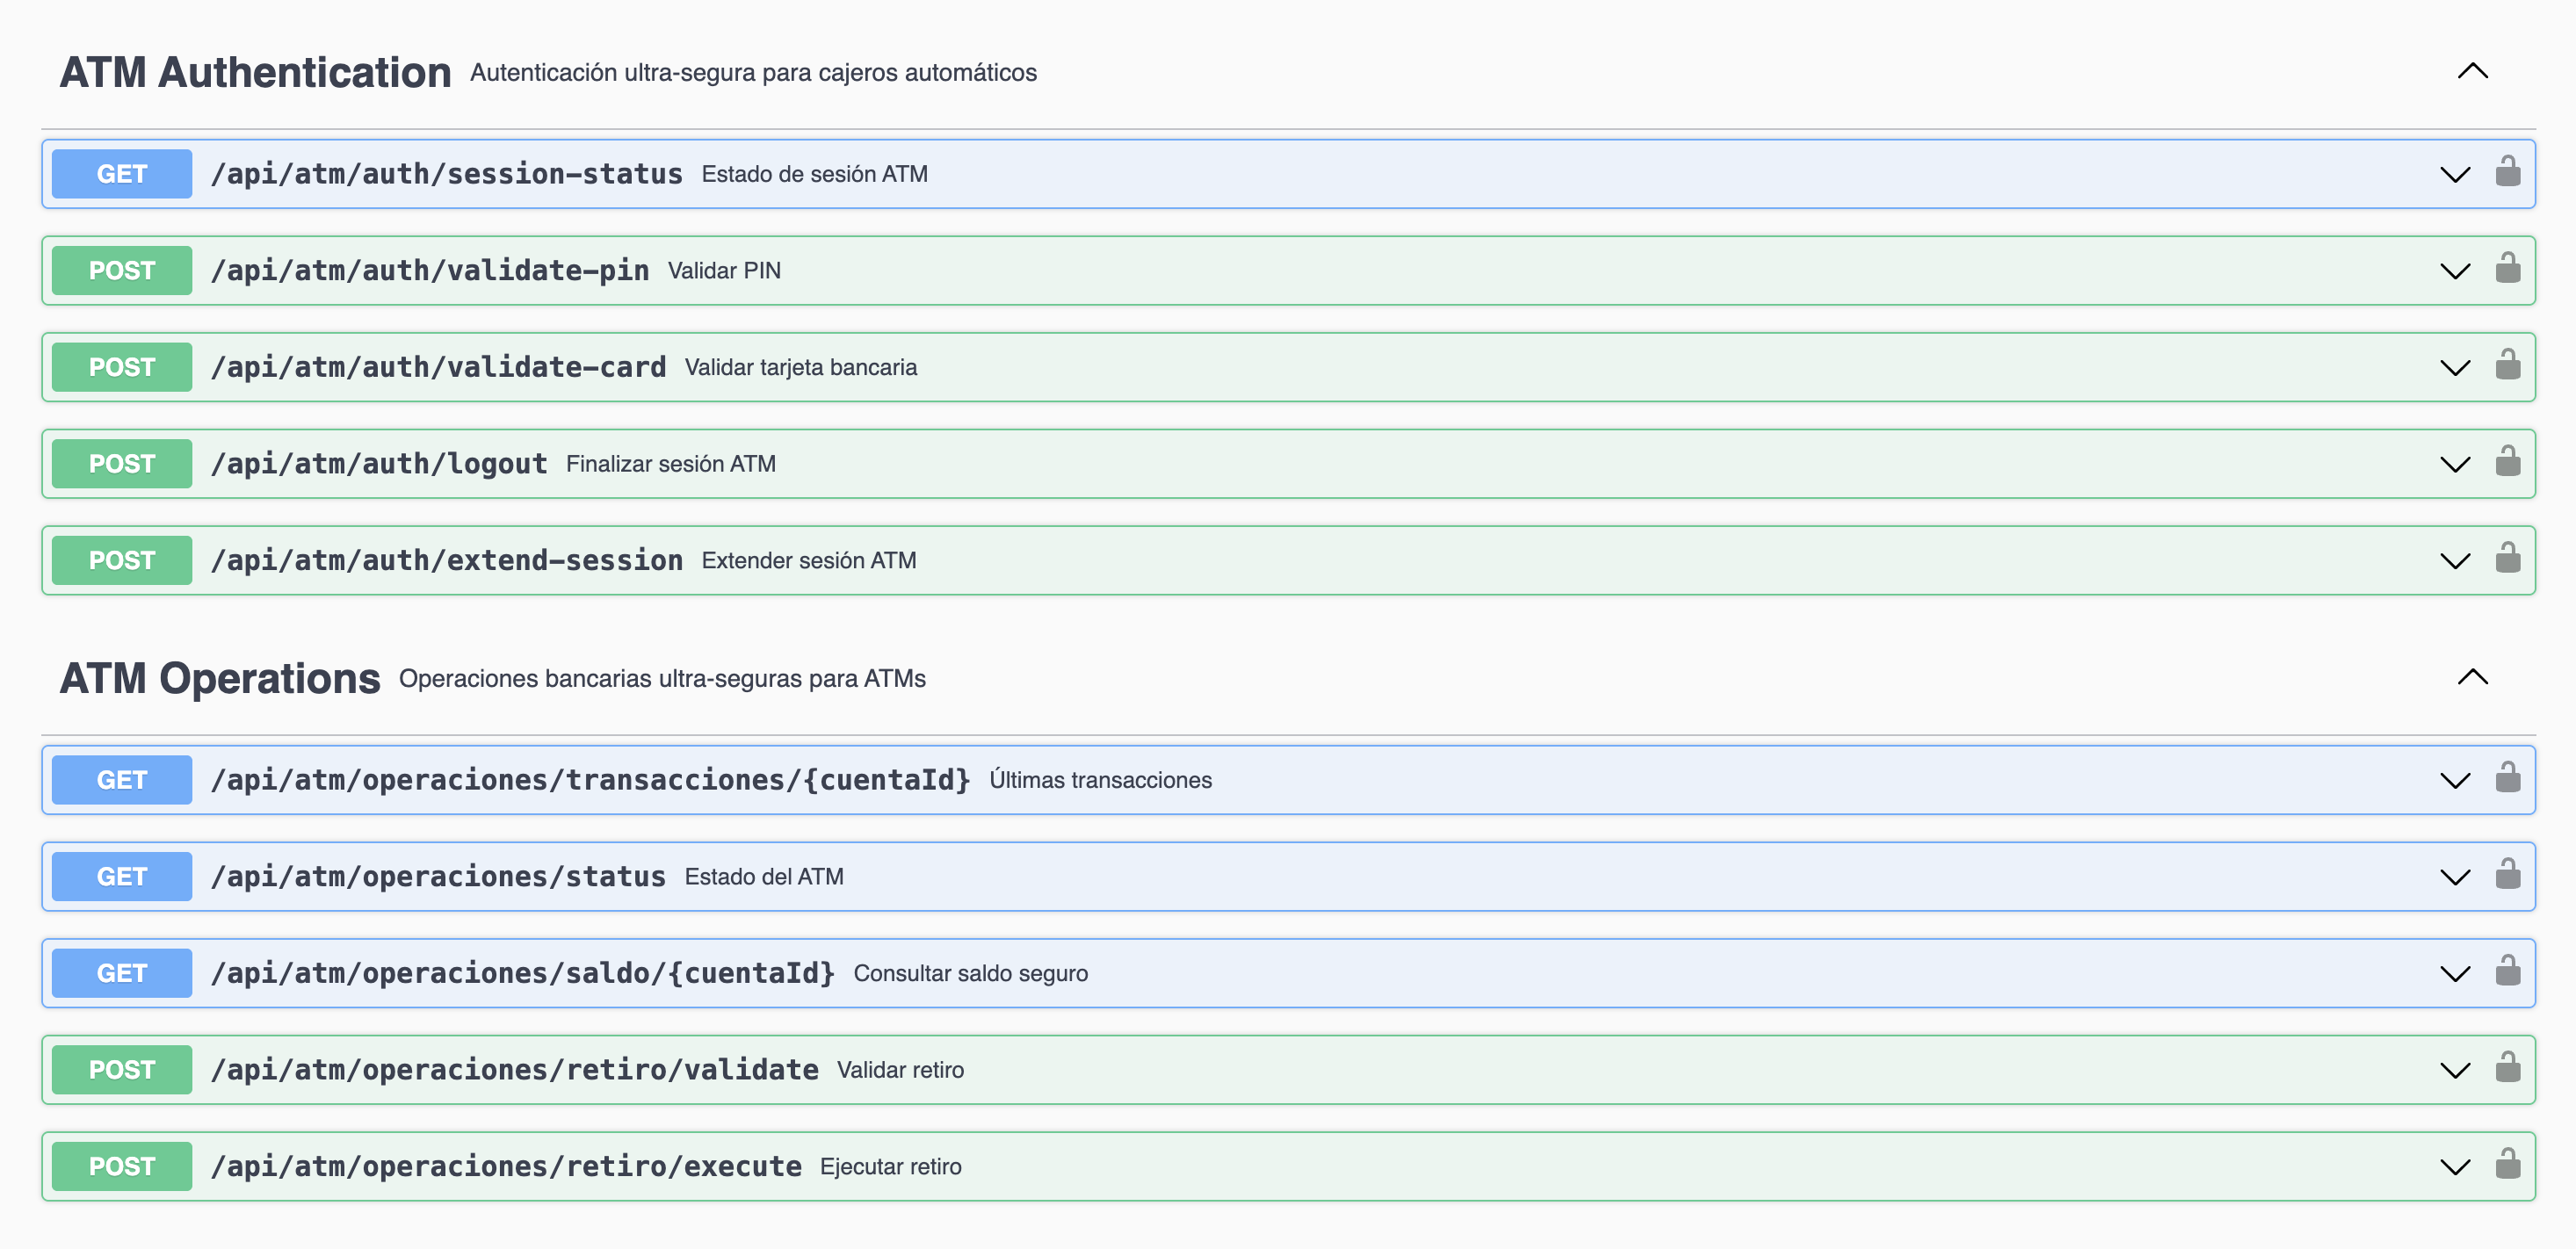 ATM Authentication Autenticación ultra-segura para cajeros automáticos
GET /api/atm/auth/session-status Estado de sesión ATM
POST /api/atm/auth/validate-pin Validar PIN
POST /api/atm/auth/validate-card Validar tarjeta bancaria
POST /api/atm/auth/logout Finalizar sesión ATM
POST /api/atm/auth/extend-session Extender sesión ATM
ATM Operations Operaciones bancarias ultra-seguras para ATMs
GET /api/atm/operaciones/transacciones/{cuentaId} Últimas transacciones
GET /api/atm/operaciones/status Estado del ATM
GET /api/atm/operaciones/saldo/{cuentaId} Consultar saldo seguro
POST /api/atm/operaciones/retiro/validate Validar retiro
POST /api/atm/operaciones/retiro/execute Ejecutar retiro